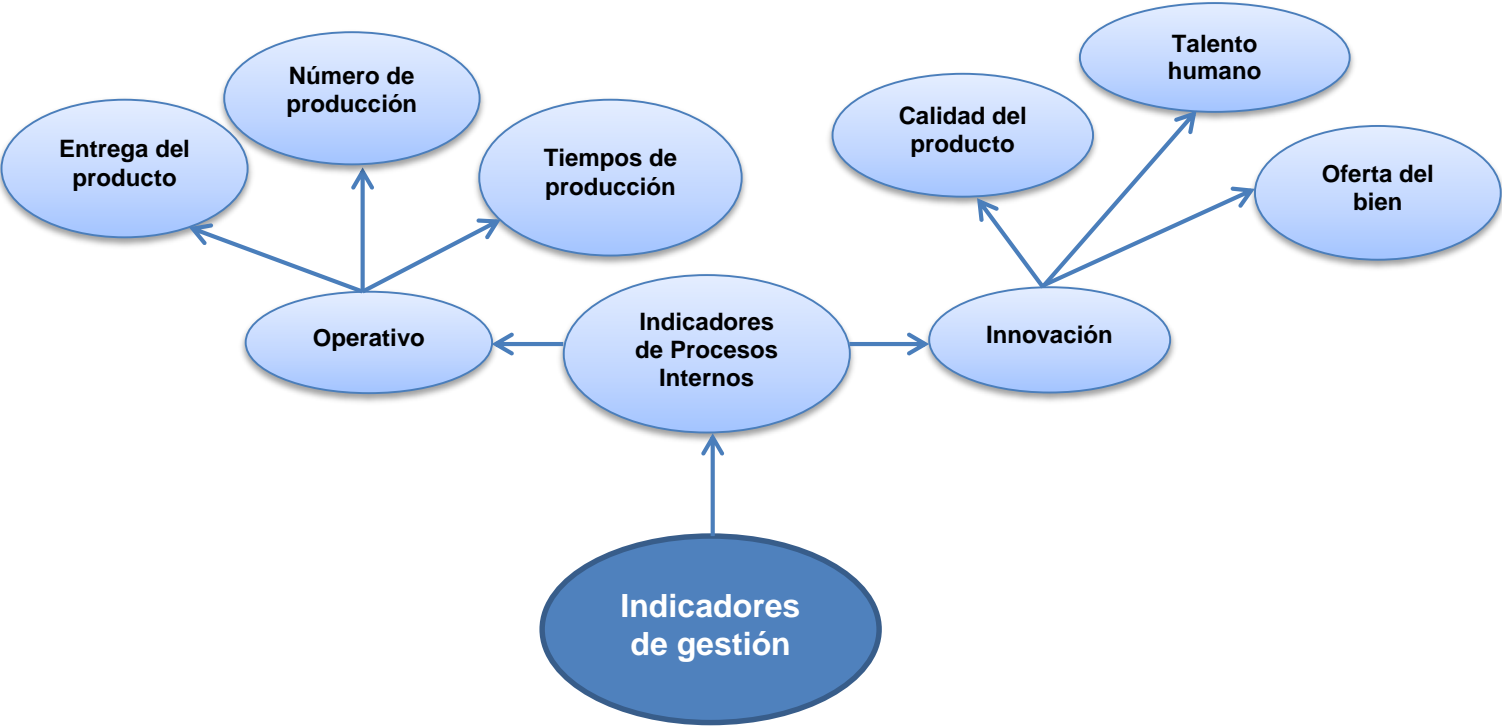 Talento
humano
Número de
producción
Calidad del
producto
Entrega del
producto
Tiempos de
producción
Oferta del
bien
Operativo
Indicadores
de Procesos
Internos
Innovación
Indicadores
de gestión